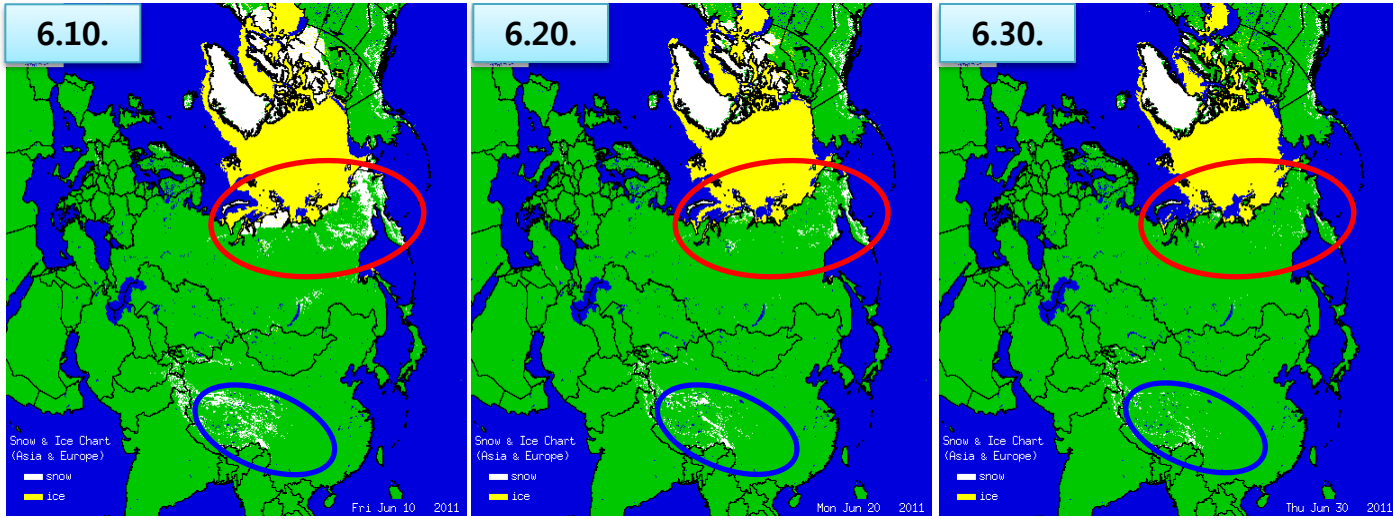 6.10.
Snow & Ice Chart
(Asia & Europe)
snow
ice
Fri Jun 10 2011
6.20.
Snow & Ice Chart
(Asia & Europe)
snow
ice
Mon Jun 20 2011
6.30.
Snow & Ice Chart
(Asia & Europe)
snow
ice
Thu Jun 30 2011